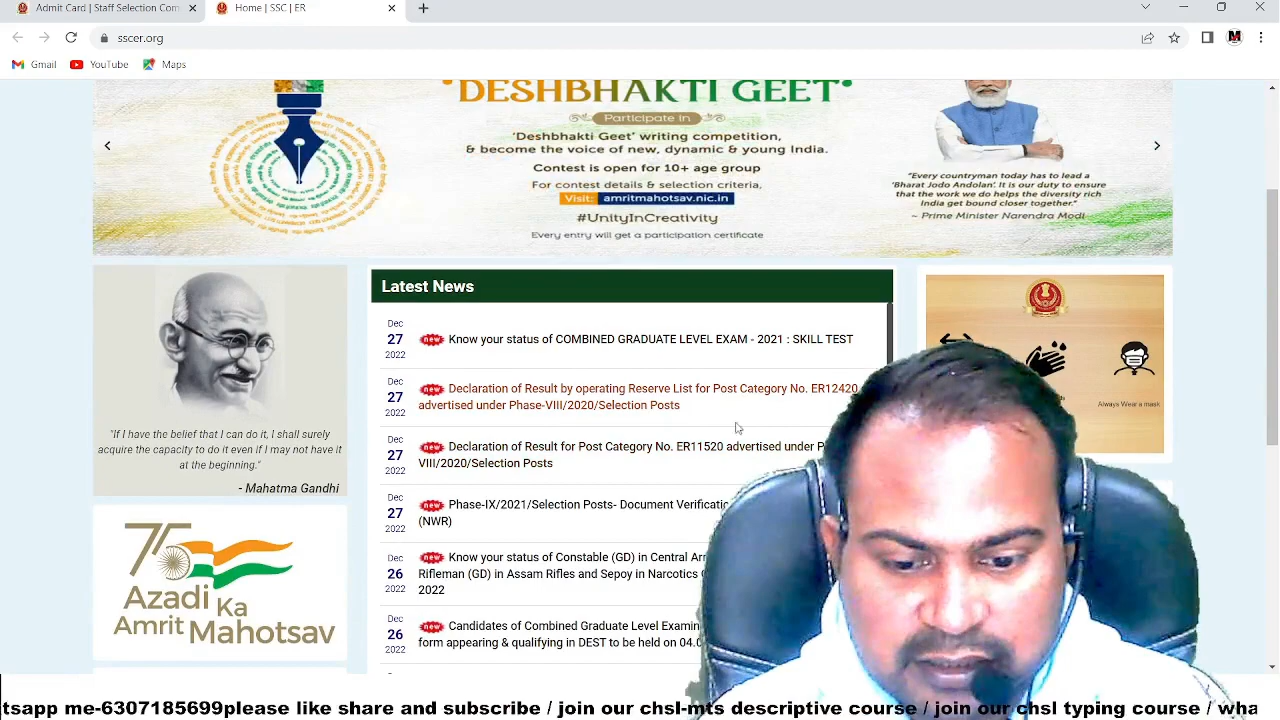 Admit Card | Staff Selection Com
Home | SSC | ER
sscer.org
Gmail
YouTube
Maps
"DESHBHAKTI GEET"
Participate in
'Deshbhakti Geet' writing competition,
& become the voice of new, dynamic & young India.
Contest is open for 10+ age group
For contest details & selection criteria,
Visit: amritmahotsav.nic.in
#UnityInCreativity
Every entry will get a participation certificate
"Every countryman today has to lead a
'Bharat Jodo Andolan'. It is our duty to ensure
that the work we do helps the diversity rich
India get bound closer together."
~ Prime Minister Narendra Modi
"If I have the belief that I can do it, I shall surely
acquire the capacity to do it even if I may not have it
at the beginning."
- Mahatma Gandhi
75
Azadi Ka
Amrit Mahotsav
Latest News
Dec
27
2022
new Know your status of COMBINED GRADUATE LEVEL EXAM - 2021 : SKILL TEST
Dec
27
2022
new Declaration of Result by operating Reserve List for Post Category No. ER12420
advertised under Phase-VIII/2020/Selection Posts
Dec
27
2022
new Declaration of Result for Post Category No. ER11520 advertised under P
VIII/2020/Selection Posts
Dec
27
2022
new Phase-IX/2021/Selection Posts- Document Verificatio
(NWR)
Dec
26
2022
new Know your status of Constable (GD) in Central Arr
Rifleman (GD) in Assam Rifles and Sepoy in Narcotics
2022
Dec
26
2022
new Candidates of Combined Graduate Level Examin
form appearing & qualifying in DEST to be held on 04.0
Always Wear a mask
tsapp me-6307185699please like share and subscribe / join our chsl-mts descriptive course / join our chsl typing course / wha